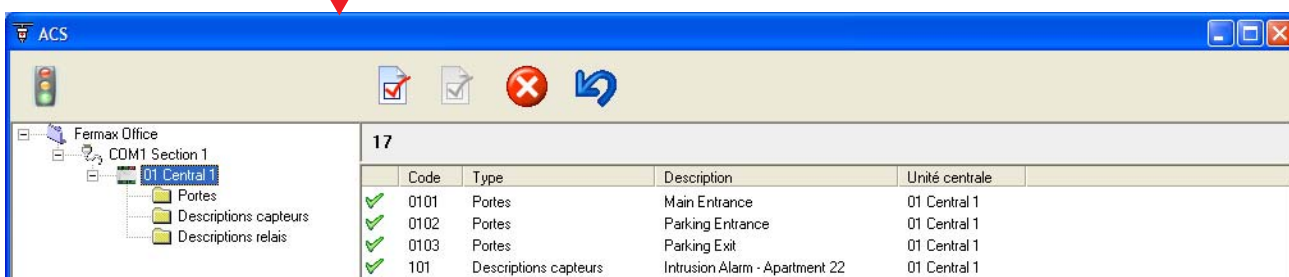 ACS
Fermax Office
COM1 Section 1
01 Central 1
Portes
Descriptions capteurs
Descriptions relais
17
Code Type Description Unité centrale
0101 Portes Main Entrance 01 Central 1
0102 Portes Parking Entrance 01 Central 1
0103 Portes Parking Exit 01 Central 1
101 Descriptions capteurs Intrusion Alarm - Apartment 22 01 Central 1